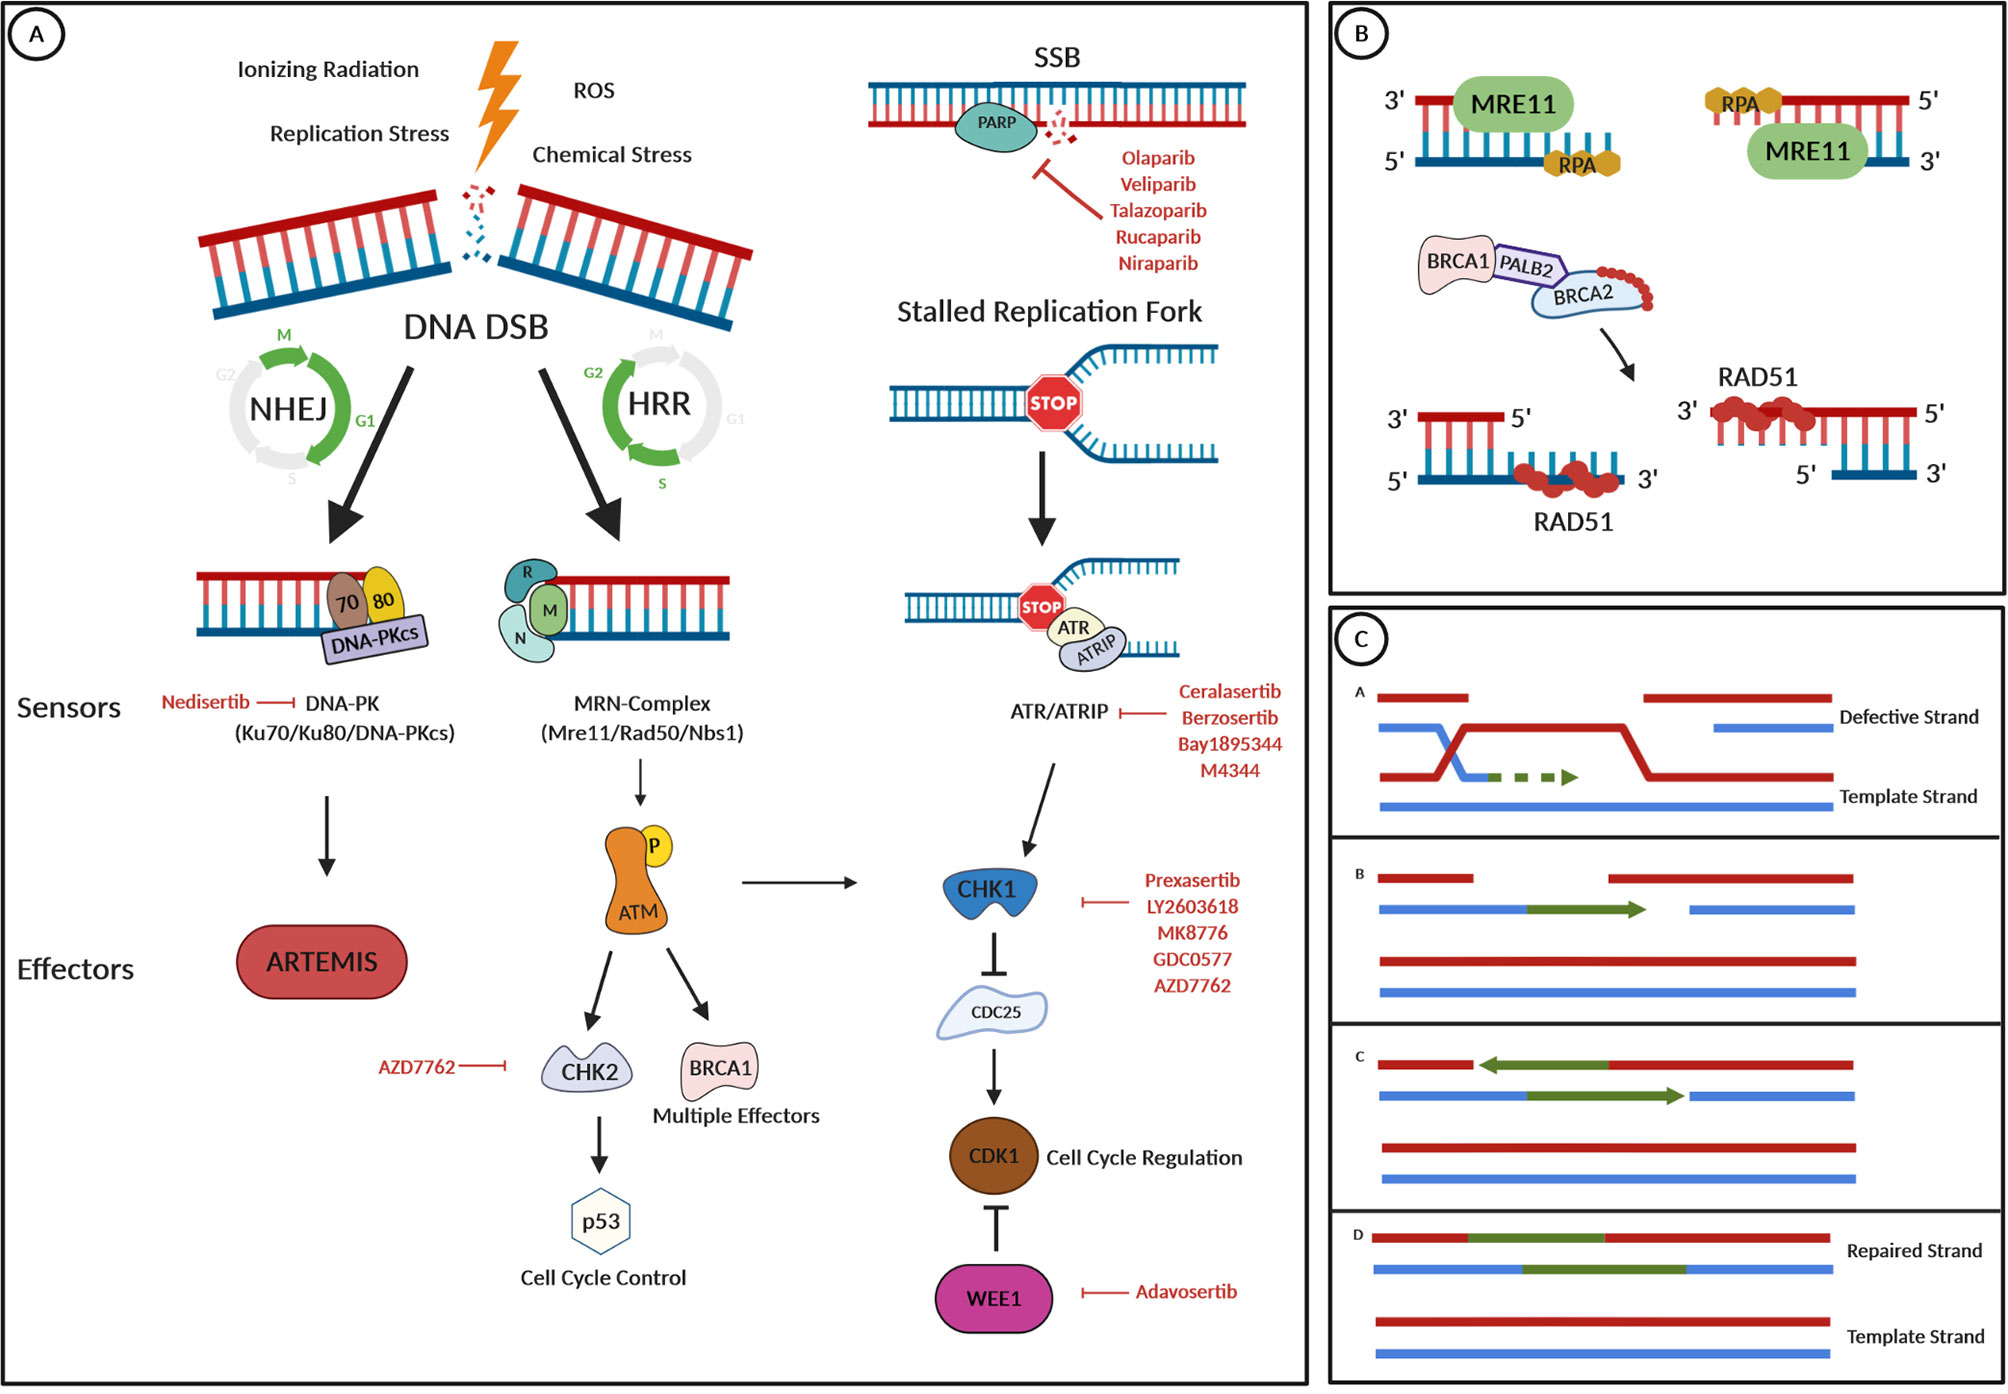 A
Ionizing Radiation
ROS
Replication Stress
Chemical Stress
DNA DSB
M
G2
NHEJ
G1
S
M
G2
HRR
G1
S
SSB
PARP
Olaparib
Veliparib
Talazoparib
Rucaparib
Niraparib
Stalled Replication Fork
STOP
70
80
DNA-PKcs
R
M
N
STOP
ATR
ATRIP
Sensors
Nedisertib
DNA-PK
(Ku70/Ku80/DNA-PKcs)
MRN-Complex
(Mre11/Rad50/Nbs1)
ATR/ATRIP
Ceralasertib
Berzosertib
Bay1895344
M4344
P
ATM
CHK1
Prexasertib
LY2603618
MK8776
GDC0577
AZD7762
Effectors
ARTEMIS
CDC25
AZD7762
CHK2
BRCA1
Multiple Effectors
CDK1
Cell Cycle Regulation
p53
Cell Cycle Control
WEE1
Adavosertib
B
3'
MRE11
5'
RPA
RPA
5'
MRE11
3'
BRCA1
PALB2
BRCA2
RAD51
3'
5'
3'
5'
5'
3'
5'
3'
RAD51
C
A
Defective Strand
Template Strand
B
C
D
Repaired Strand
Template Strand